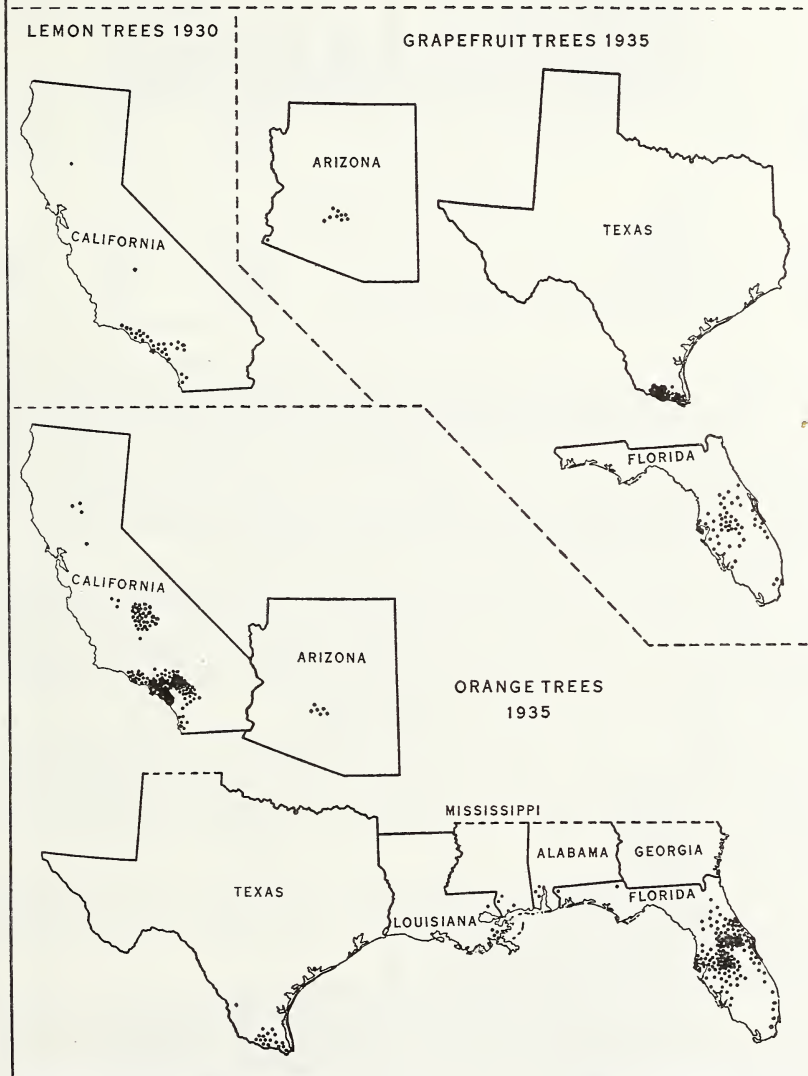 LEMON TREES 1930
GRAPEFRUIT TREES 1935
ARIZONA
TEXAS
CALIFORNIA
FLORIDA
CALIFORNIA
ARIZONA
ORANGE TREES
1935
MISSISSIPPI
ALABAMA
GEORGIA
TEXAS
LOUISIANA
FLORIDA